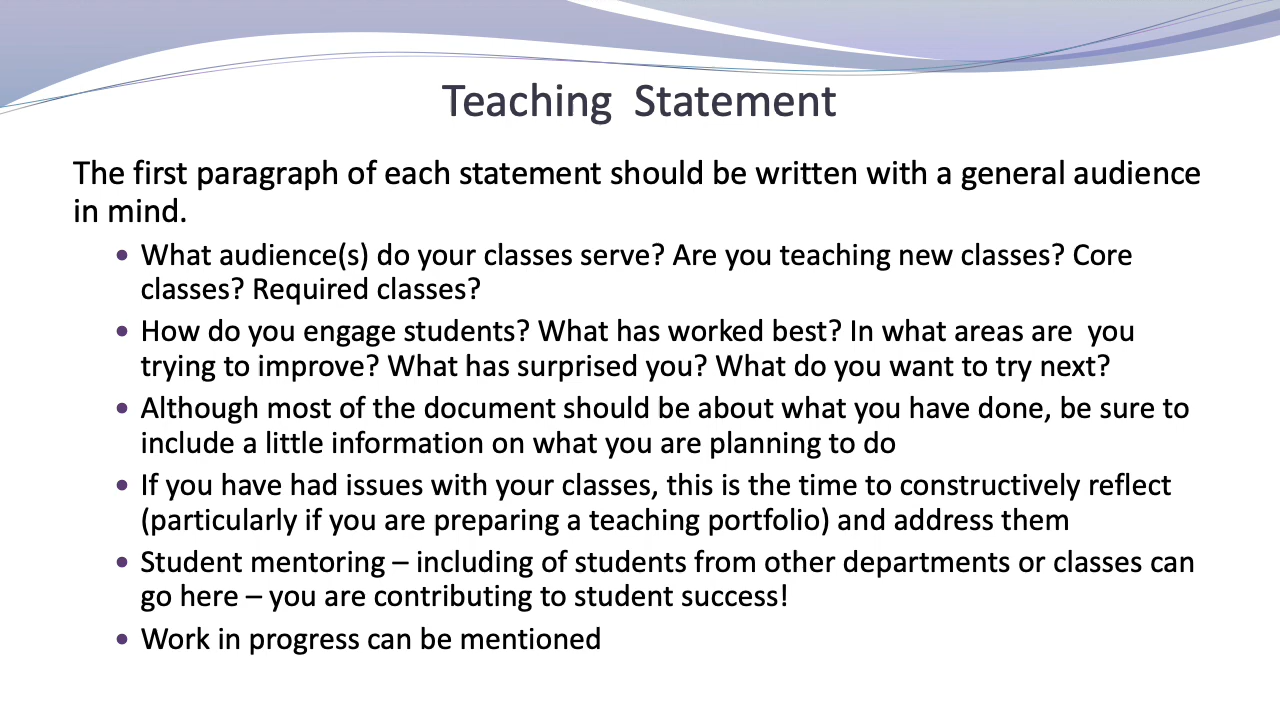 Teaching  Statement
The first paragraph of each statement should be written with a general audience
in mind.
• What audience(s) do your classes serve? Are you teaching new classes? Core
classes? Required classes?
• How do you engage students? What has worked best? In what areas are  you
trying to improve? What has surprised you? What do you want to try next?
• Although most of the document should be about what you have done, be sure to
include a little information on what you are planning to do
• If you have had issues with your classes, this is the time to constructively reflect
(particularly if you are preparing a teaching portfolio) and address them
• Student mentoring – including of students from other departments or classes can
go here – you are contributing to student success!
• Work in progress can be mentioned